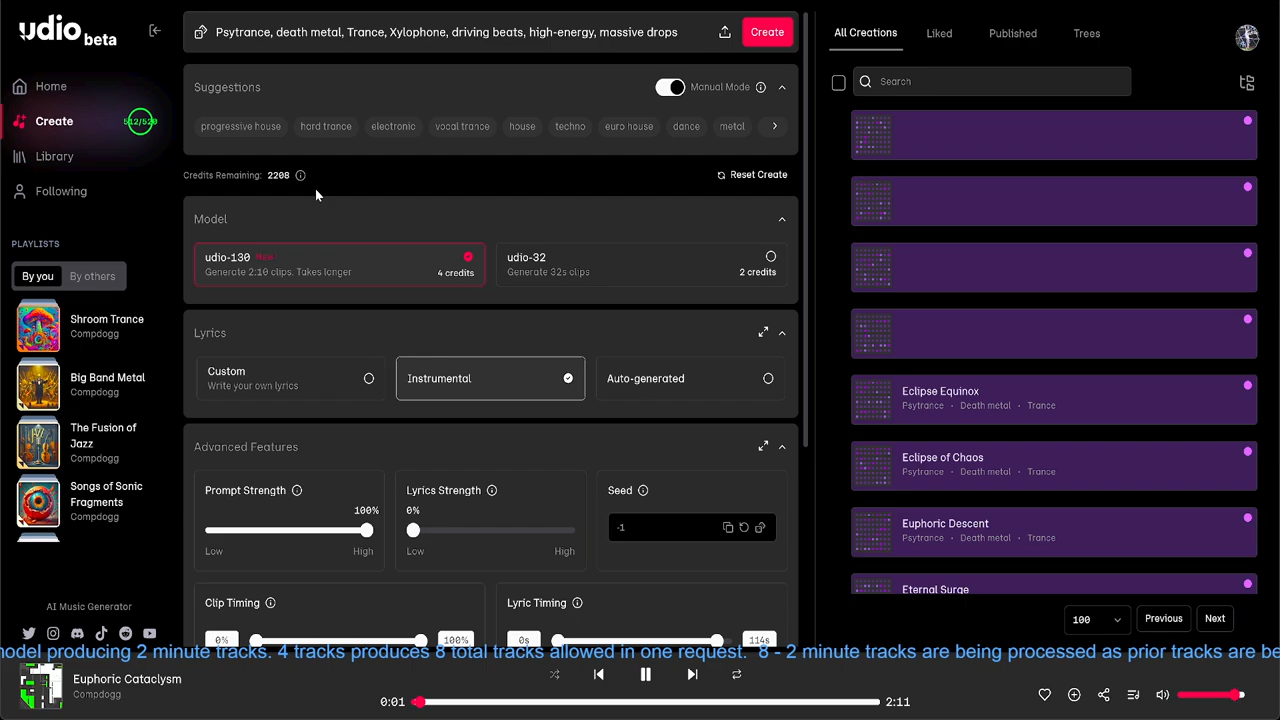 udio beta
Home
Create
512/520
Library
Following
PLAYLISTS
By you
By others
Shroom Trance
Compdogg
Big Band Metal
Compdogg
The Fusion of
Jazz
Compdogg
Songs of Sonic
Fragments
Compdogg
AI Music Generator
Psytrance, death metal, Trance, Xylophone, driving beats, high-energy, massive drops
Create
Suggestions
Manual Mode
progressive house
hard trance
electronic
vocal trance
house
techno
euro house
dance
metal
Credits Remaining: 2208
Reset Create
Model
udio-130 New
Generate 2:10 clips. Takes longer
4 credits
udio-32
Generate 32s clips
2 credits
Lyrics
Custom
Write your own lyrics
Instrumental
Auto-generated
Advanced Features
Prompt Strength
100%
Low
High
Lyrics Strength
0%
Low
High
Seed
-1
Clip Timing
0%
100%
Lyric Timing
0s
114s
All Creations
Liked
Published
Trees
Search
Eclipse Equinox
Psytrance • Death metal • Trance
Eclipse of Chaos
Psytrance • Death metal • Trance
Euphoric Descent
Psytrance • Death metal • Trance
Eternal Surge
100
Previous
Next
model producing 2 minute tracks. 4 tracks produces 8 total tracks allowed in one request. 8 - 2 minute tracks are being processed as prior tracks are be
Euphoric Cataclysm
Compdogg
0:01
2:11